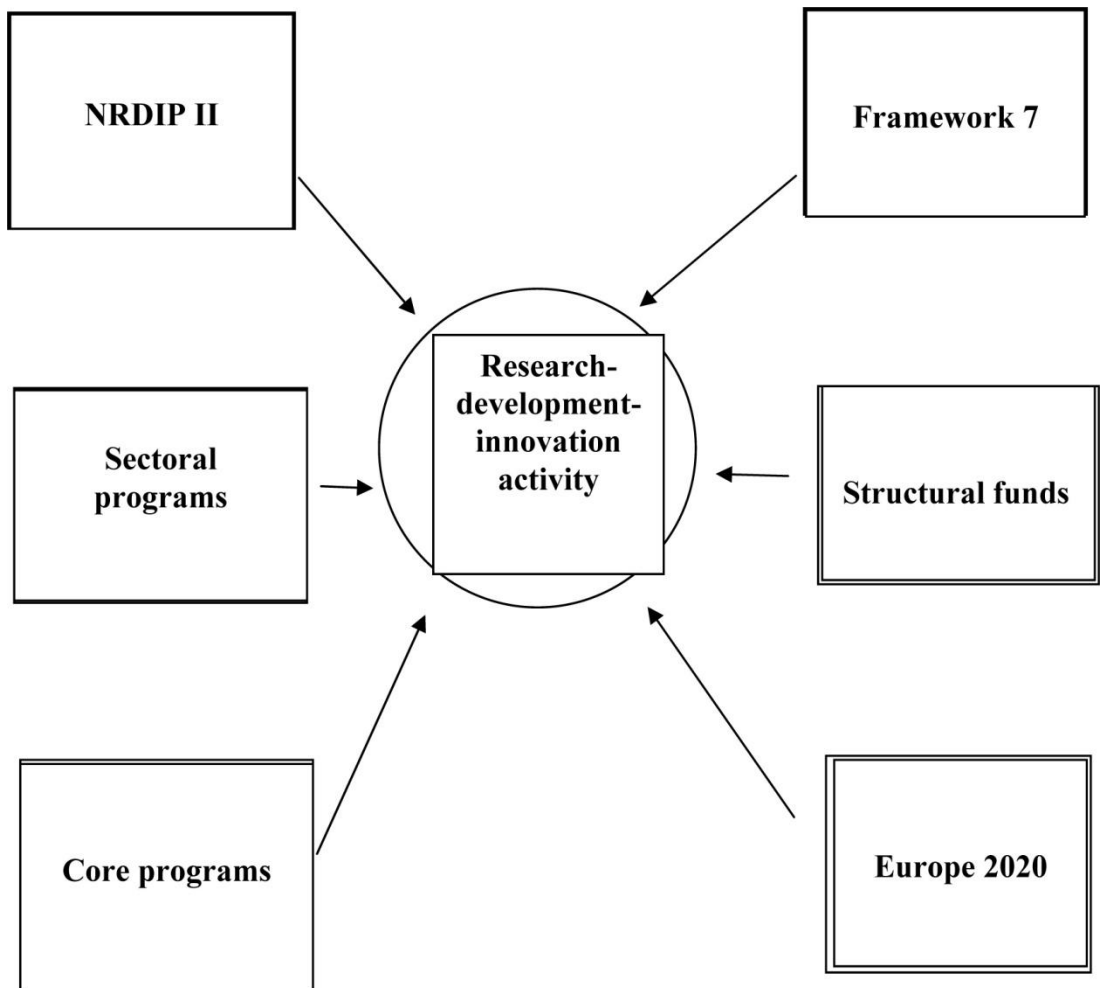 NRDIP II
Framework 7
Research-
development-
innovation
activity
Sectoral
programs
Structural funds
Core programs
Europe 2020